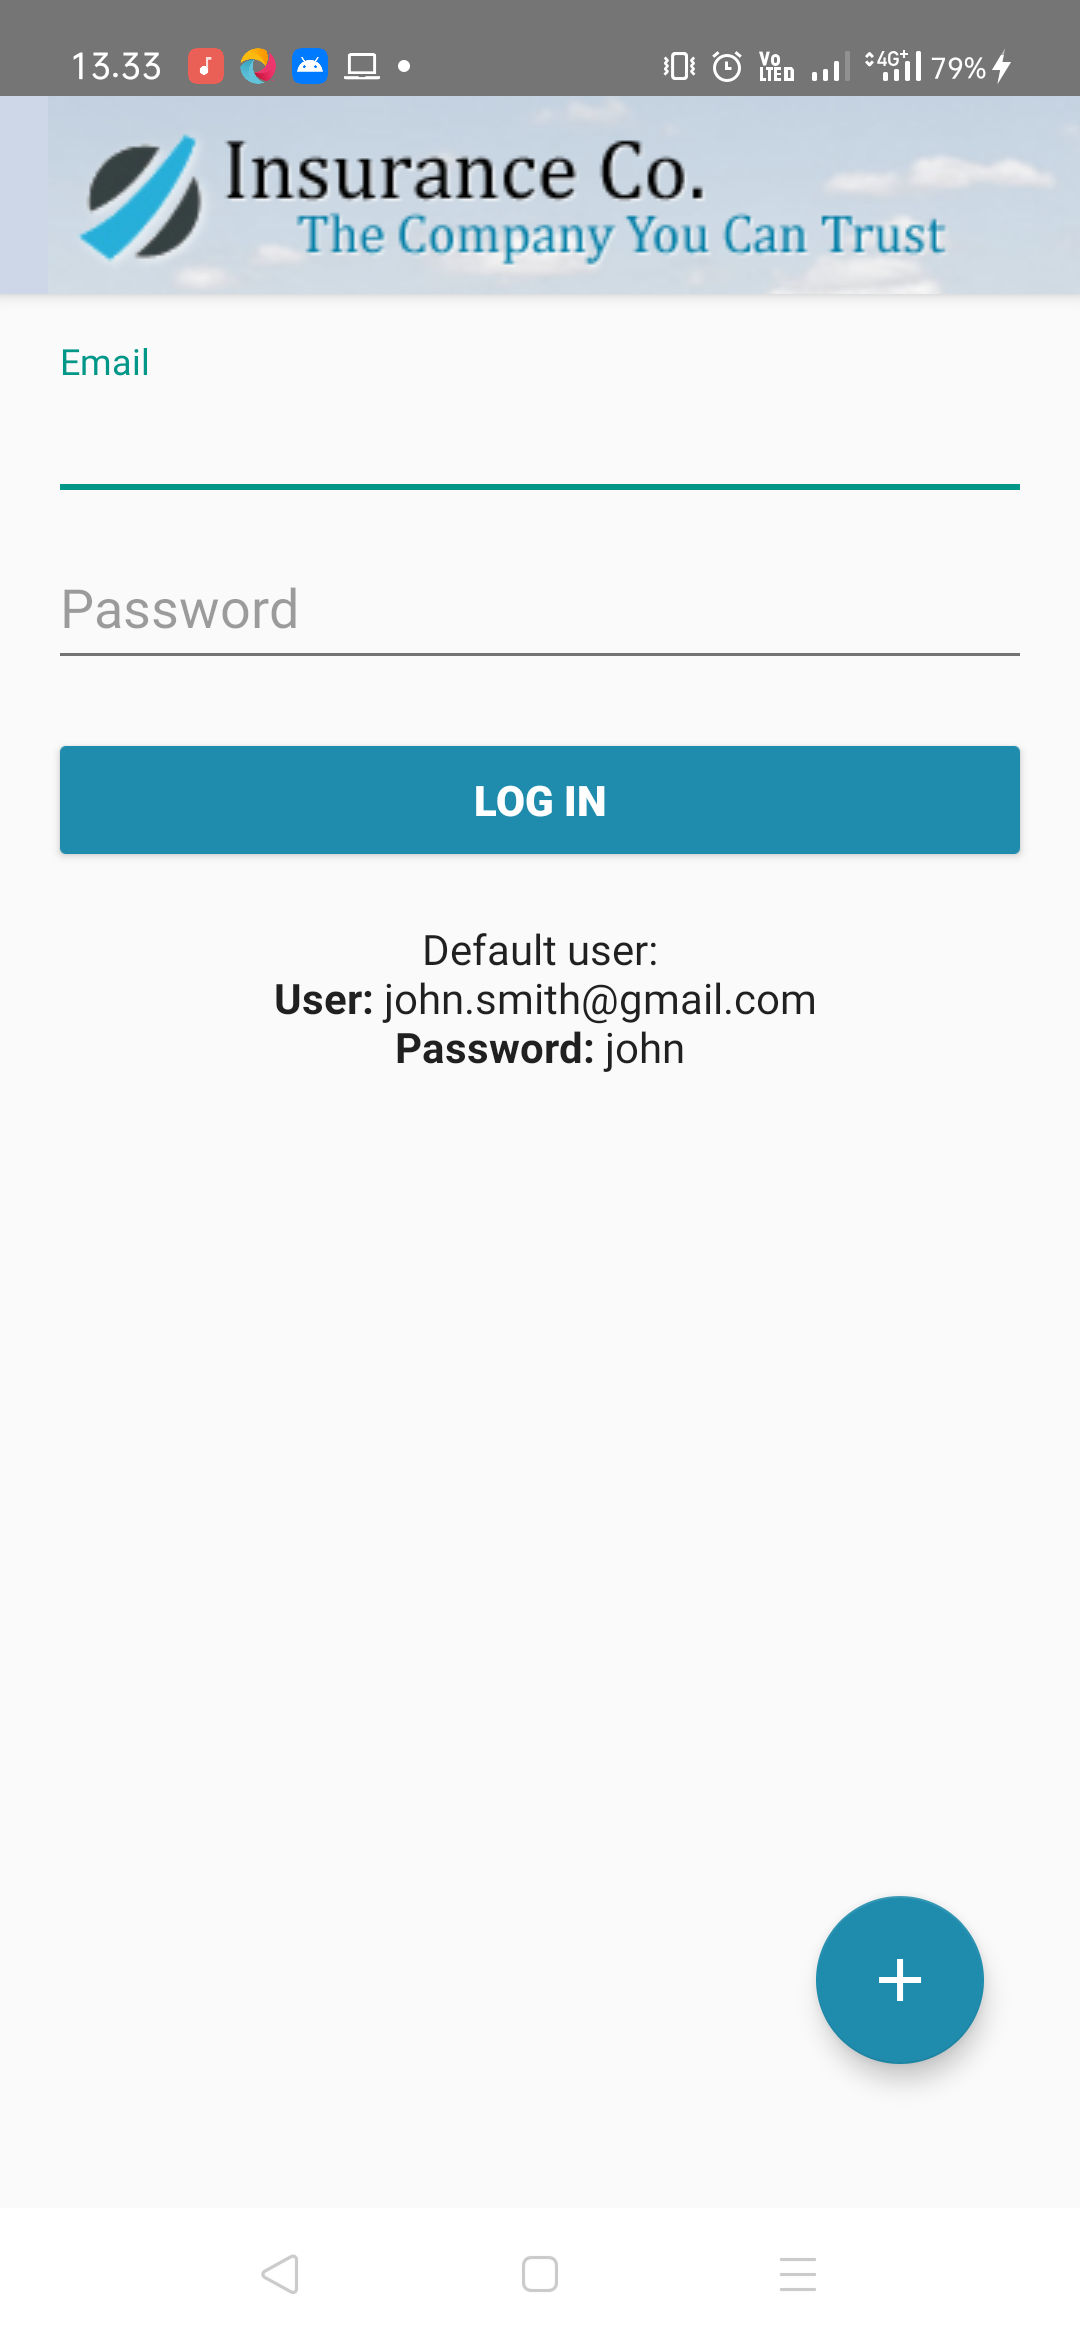 13.33 Vo LTED 4G+ 79%
Insurance Co.
The Company You Can Trust
Email
Password
LOG IN
Default user:
User: john.smith@gmail.com
Password: john